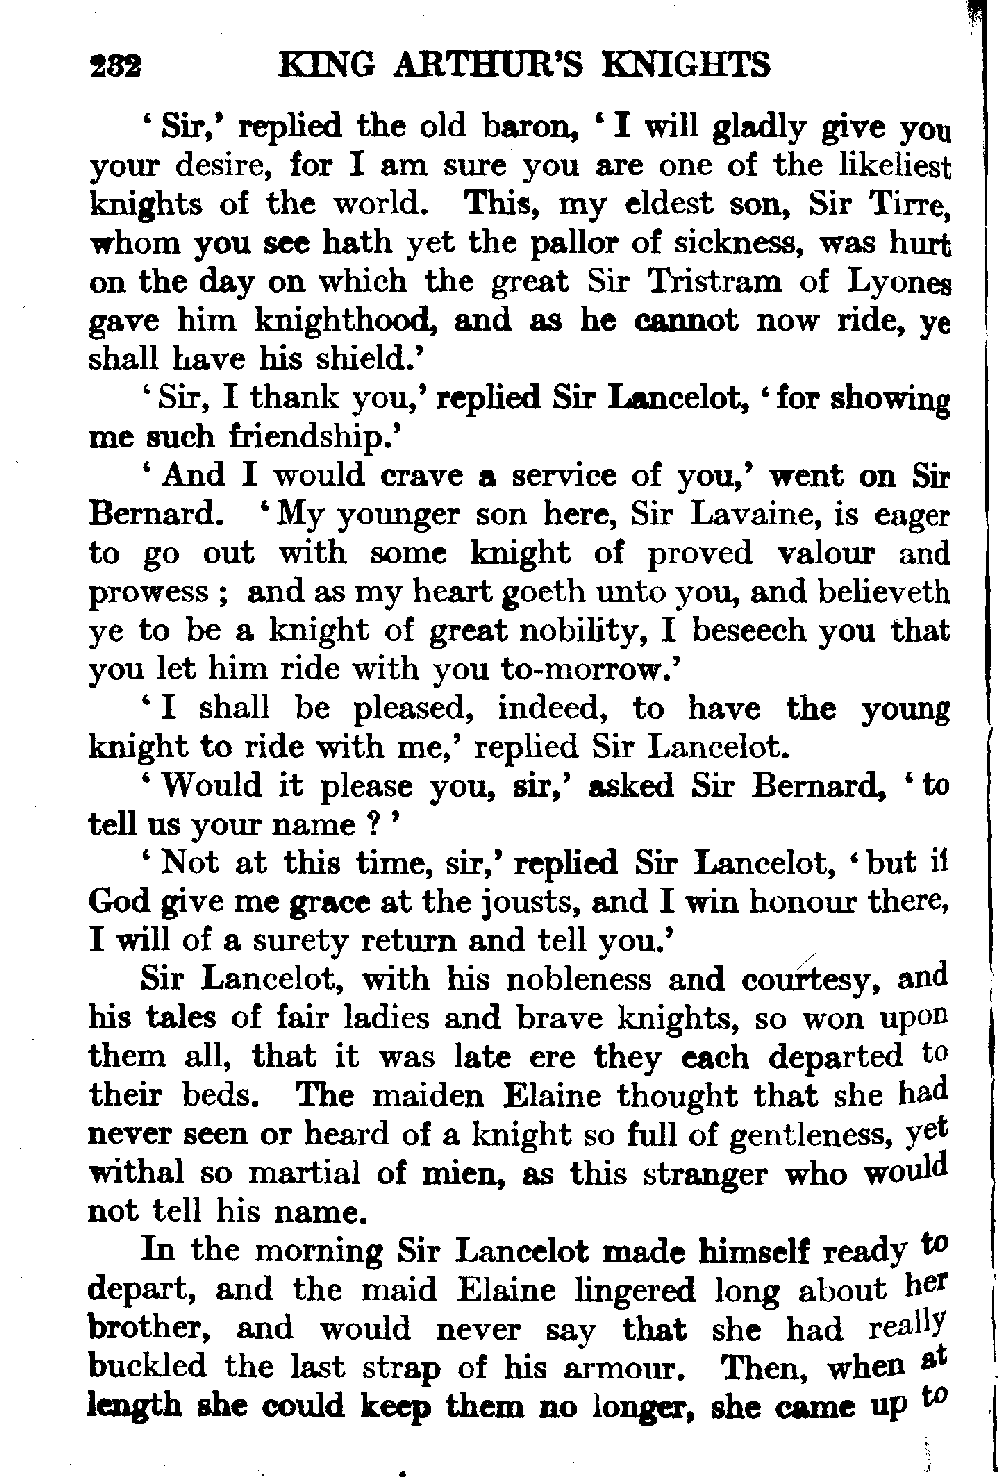 232 KING ARTHUR'S KNIGHTS
‘ Sir,’ replied the old baron, ‘ I will gladly give you
your desire, for I am sure you are one of the likeliest
knights of the world. This, my eldest son, Sir Tirre,
whom you see hath yet the pallor of sickness, was hurt
on the day on which the great Sir Tristram of Lyones
gave him knighthood, and as he cannot now ride, ye
shall have his shield.’
‘ Sir, I thank you,’ replied Sir Lancelot, ‘ for showing
me such friendship.’
‘ And I would crave a service of you,’ went on Sir
Bernard. ‘ My younger son here, Sir Lavaine, is eager
to go out with some knight of proved valour and
prowess ; and as my heart goeth unto you, and believeth
ye to be a knight of great nobility, I beseech you that
you let him ride with you to-morrow.’
‘ I shall be pleased, indeed, to have the young
knight to ride with me,’ replied Sir Lancelot.
‘ Would it please you, sir,’ asked Sir Bernard, ‘ to
tell us your name ? ’
‘ Not at this time, sir,’ replied Sir Lancelot, ‘ but if
God give me grace at the jousts, and I win honour there,
I will of a surety return and tell you.’
Sir Lancelot, with his nobleness and courtesy, and
his tales of fair ladies and brave knights, so won upon
them all, that it was late ere they each departed to
their beds. The maiden Elaine thought that she had
never seen or heard of a knight so full of gentleness, yet
withal so martial of mien, as this stranger who would
not tell his name.
In the morning Sir Lancelot made himself ready to
depart, and the maid Elaine lingered long about her
brother, and would never say that she had really
buckled the last strap of his armour. Then, when at
length she could keep them no longer, she came up to